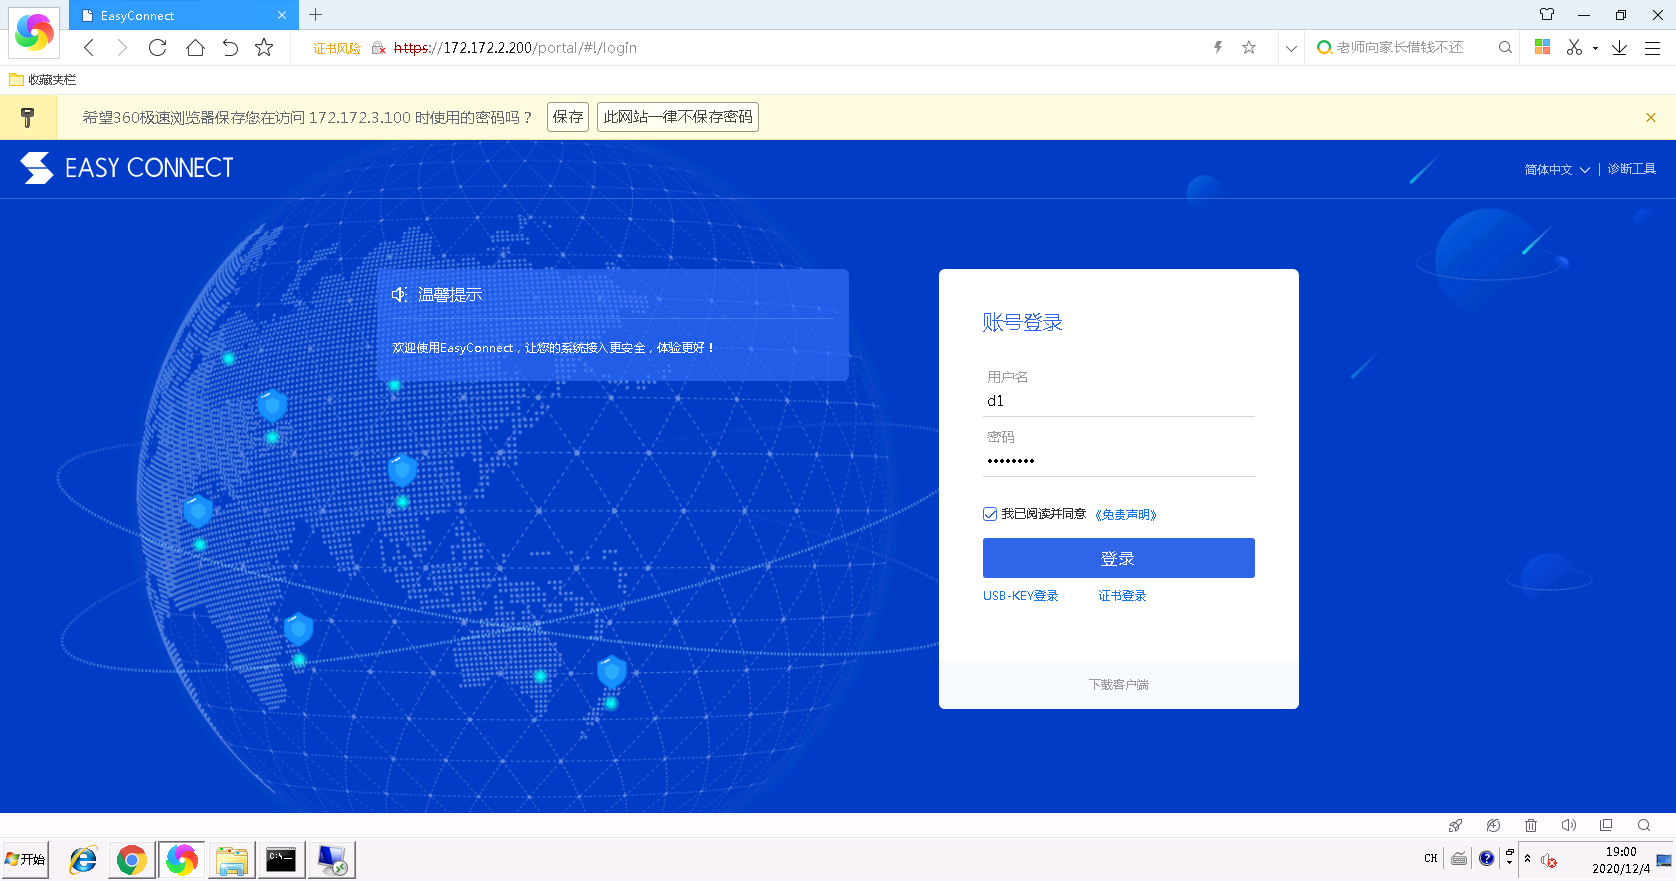 EasyConnect
证书风险 https://172.172.2.200/portal/#!/login 老师向家长借钱不还
收藏夹栏
希望360极速浏览器保存您在访问 172.172.3.100 时使用的密码吗？ 保存 此网站一律不保存密码
EASY CONNECT 简体中文 | 诊断工具
温馨提示
欢迎使用EasyConnect，让您的系统接入更安全，体验更好！
账号登录
用户名
d1
密码
••••••••
我已阅读并同意 《免责声明》
登录
USB-KEY登录 证书登录
下载客户端
开始 C:\._ CH 19:00
2020/12/4